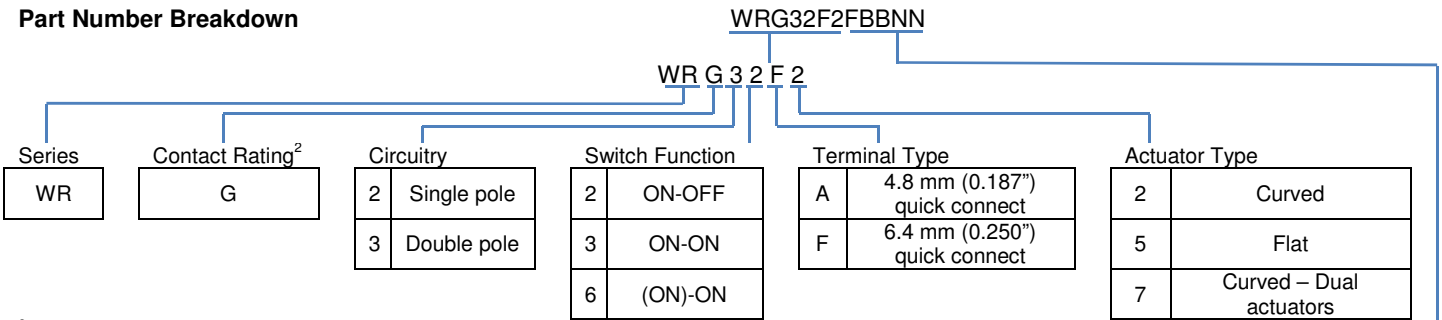 Part Number Breakdown
WRG32F2FBBNN
WR G 3 2 F 2
Series
WR
Contact Rating2
G
Circuitry
2 Single pole
3 Double pole
Switch Function
2 ON-OFF
3 ON-ON
6 (ON)-ON
Terminal Type
A 4.8 mm (0.187”)
quick connect
F 6.4 mm (0.250”)
quick connect
Actuator Type
2 Curved
5 Flat
7 Curved – Dual
actuators